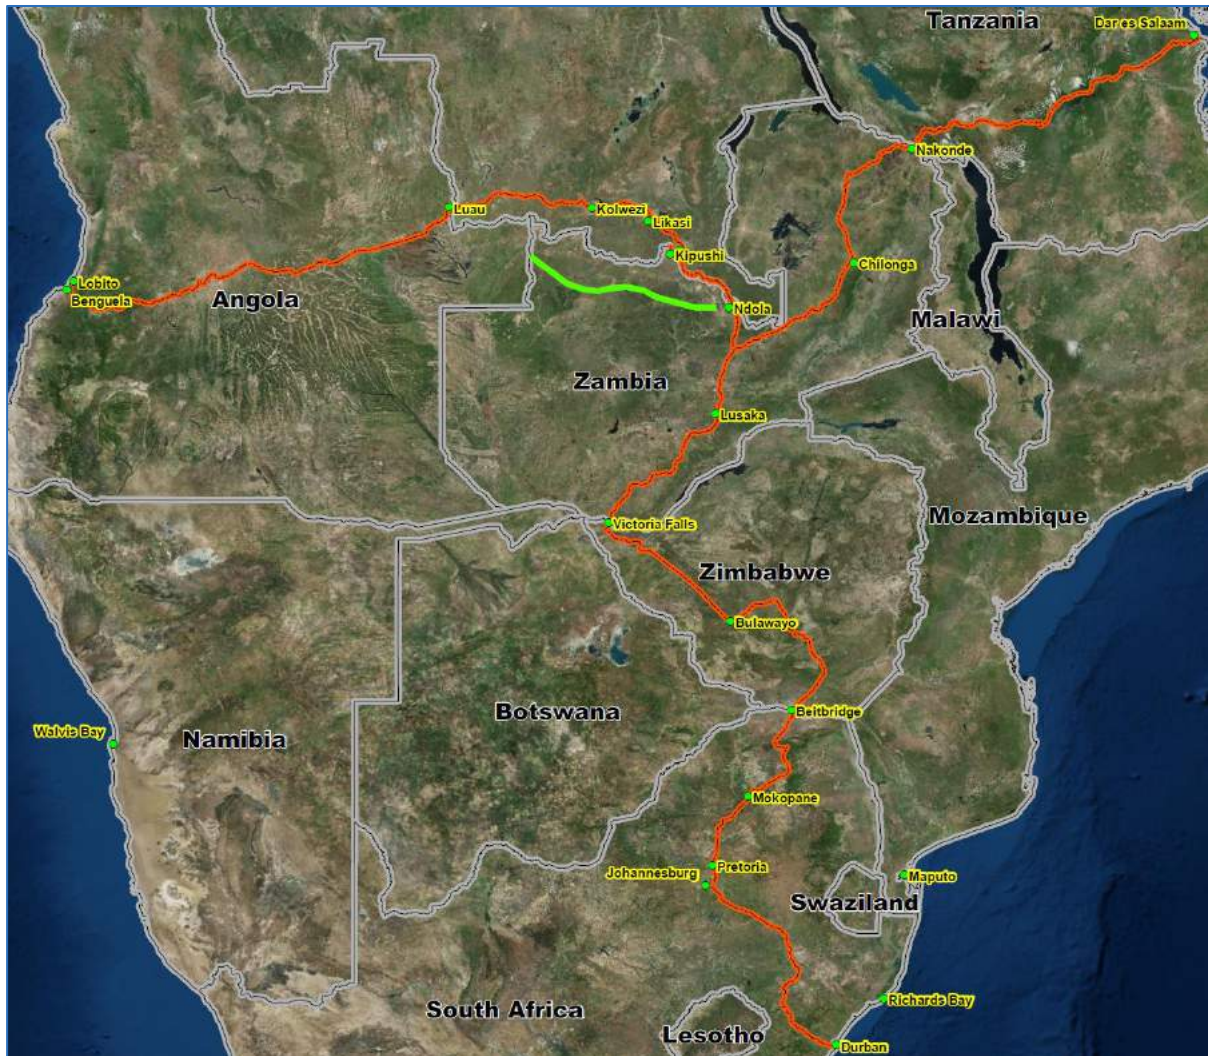 Tanzania
Dar es Salaam
Nakonde
Luau
Kolwezi
Likasi
Kipushi
Chilonga
Lobito
Benguela
Angola
Ndola
Malawi
Zambia
Lusaka
Victoria Falls
Mozambique
Zimbabwe
Bulawayo
Botswana
Beitbridge
Walvis Bay
Namibia
Mokopane
Johannesburg
Pretoria
Maputo
Swaziland
Richards Bay
South Africa
Lesotho
Durban